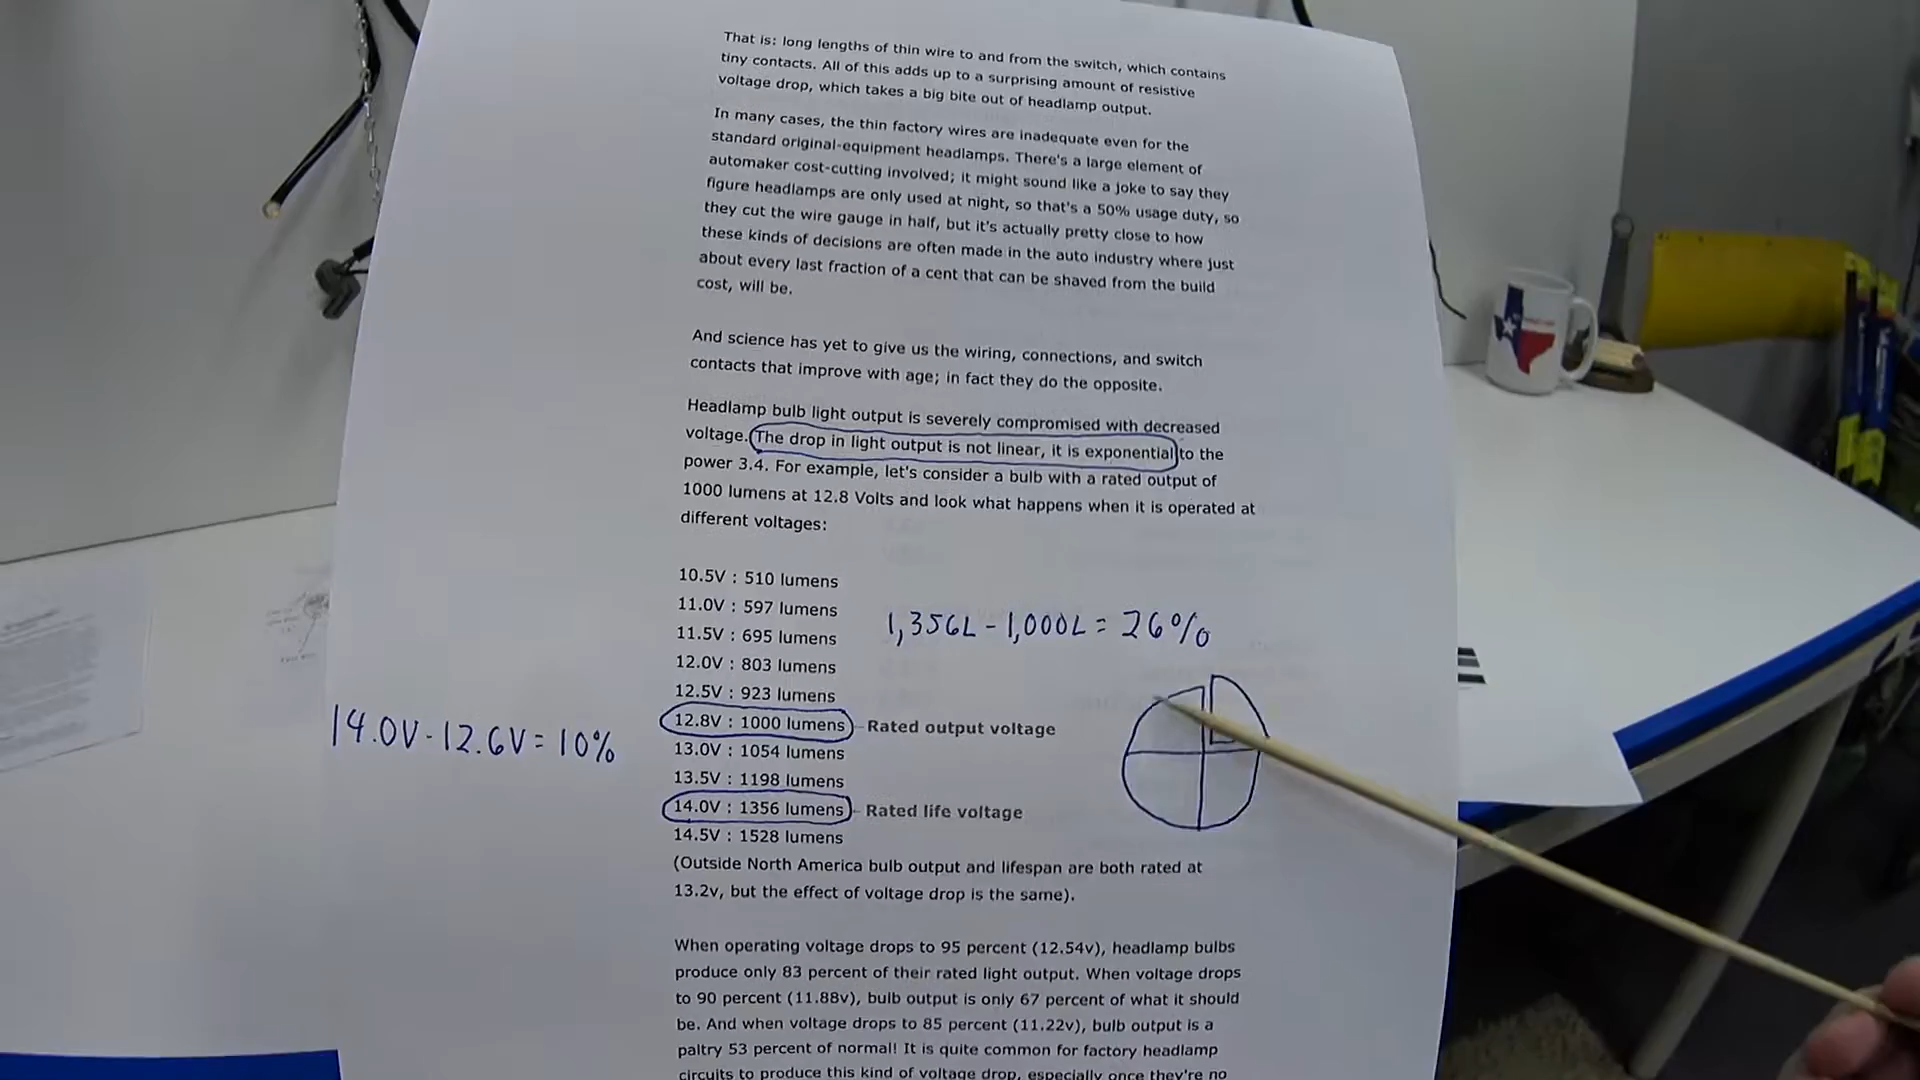 That is: long lengths of thin wire to and from the switch, which contains
tiny contacts. All of this adds up to a surprising amount of resistive
voltage drop, which takes a big bite out of headlamp output.
In many cases, the thin factory wires are inadequate even for the
standard original-equipment headlamps. There's a large element of
automaker cost-cutting involved; it might sound like a joke to say they
figure headlamps are only used at night, so that's a 50% usage duty, so
they cut the wire gauge in half, but it's actually pretty close to how
these kinds of decisions are often made in the auto industry where just
about every last fraction of a cent that can be shaved from the build
cost, will be.
And science has yet to give us the wiring, connections, and switch
contacts that improve with age; in fact they do the opposite.
Headlamp bulb light output is severely compromised with decreased
voltage. The drop in light output is not linear, it is exponential to the
power 3.4. For example, let's consider a bulb with a rated output of
1000 lumens at 12.8 Volts and look what happens when it is operated at
different voltages:
10.5V : 510 lumens
11.0V : 597 lumens
11.5V : 695 lumens
1,356L - 1,000L = 26%
12.0V : 803 lumens
12.5V : 923 lumens
12.8V : 1000 lumens - Rated output voltage
14.0V - 12.6V = 10%
13.0V : 1054 lumens
13.5V : 1198 lumens
14.0V : 1356 lumens - Rated life voltage
14.5V : 1528 lumens
(Outside North America bulb output and lifespan are both rated at
13.2v, but the effect of voltage drop is the same).
When operating voltage drops to 95 percent (12.54v), headlamp bulbs
produce only 83 percent of their rated light output. When voltage drops
to 90 percent (11.88v), bulb output is only 67 percent of what it should
be. And when voltage drops to 85 percent (11.22v), bulb output is a
paltry 53 percent of normal! It is quite common for factory headlamp
circuits to produce this kind of voltage drop, especially once they're no